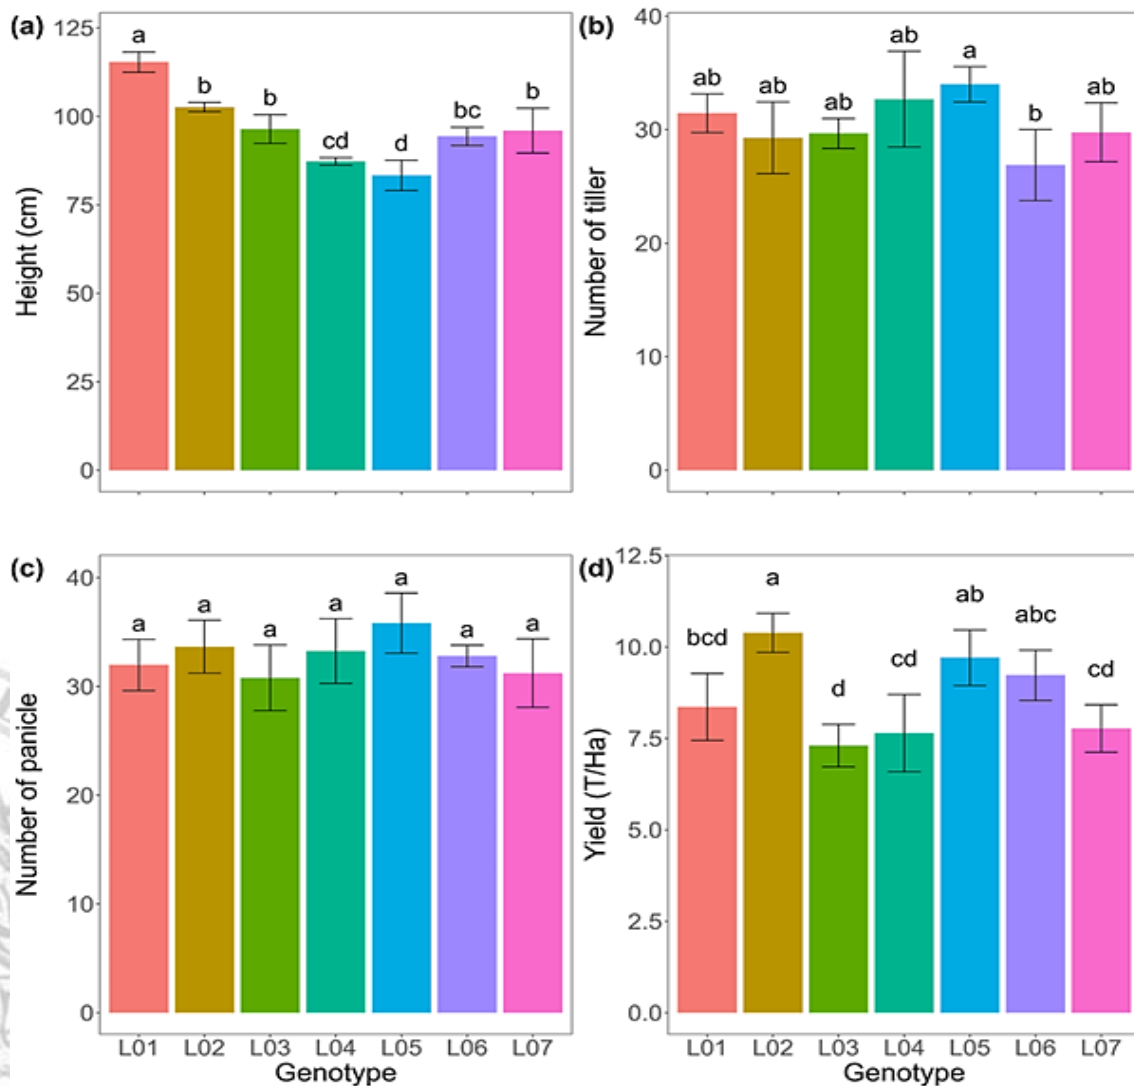 (a)
Height (cm)
125
100
75
50
25
0
a
b
b
cd
d
bc
b
(b)
Number of tiller
40
30
20
10
0
ab
ab
ab
ab
a
b
ab
(c)
Number of panicle
40
30
20
10
0
a
a
a
a
a
a
a
L01 L02 L03 L04 L05 L06 L07
Genotype
(d)
Yield (T/Ha)
12.5
10.0
7.5
5.0
2.5
0.0
bcd
a
d
cd
ab
abc
cd
L01 L02 L03 L04 L05 L06 L07
Genotype